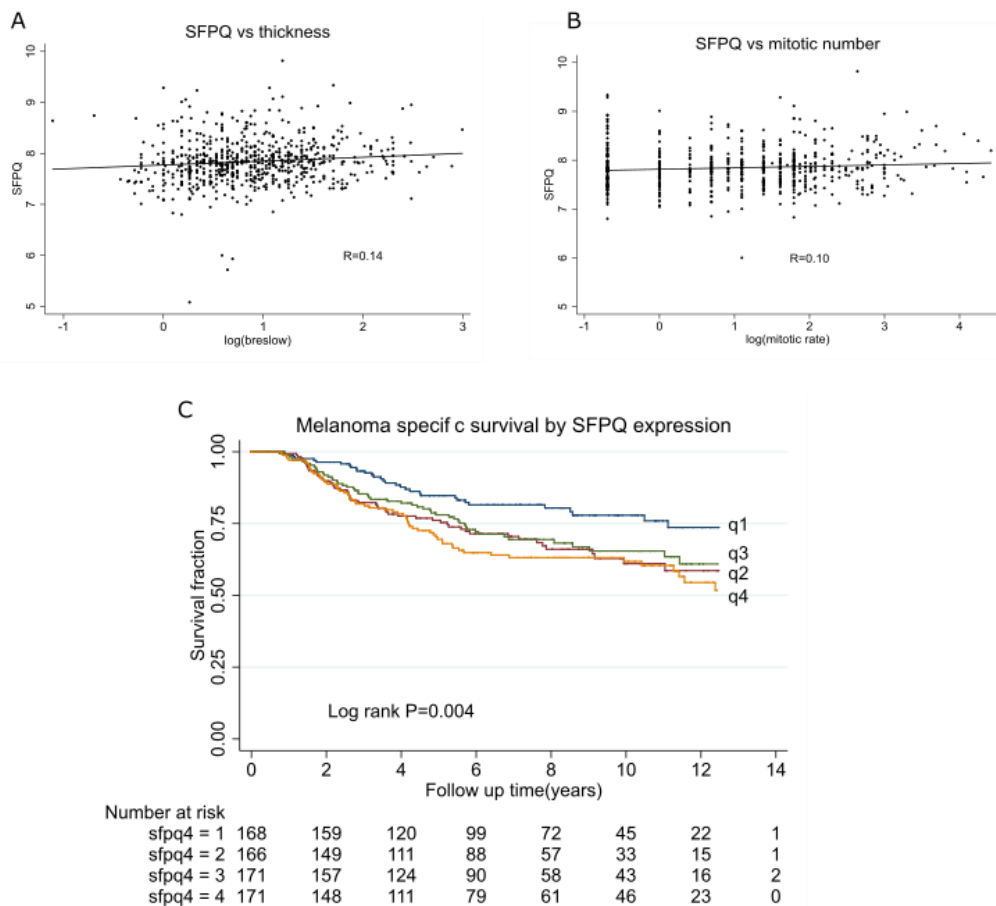 A
SFPQ vs thickness
SFPQ
10
9
8
7
6
5
R=0.14
-1 0 1 2 3
log(breslow)
B
SFPQ vs mitotic number
SFPQ
10
9
8
7
6
5
R=0.10
-1 0 1 2 3 4
log(mitotic rate)
C
Melanoma specif c survival by SFPQ expression
Survival fraction
1.00
0.75
0.50
0.25
0.00
q1
q3
q2
q4
Log rank P=0.004
0 2 4 6 8 10 12 14
Follow up time(years)
Number at risk
sfpq4 = 1 168 159 120 99 72 45 22 1
sfpq4 = 2 166 149 111 88 57 33 15 1
sfpq4 = 3 171 157 124 90 58 43 16 2
sfpq4 = 4 171 148 111 79 61 46 23 0